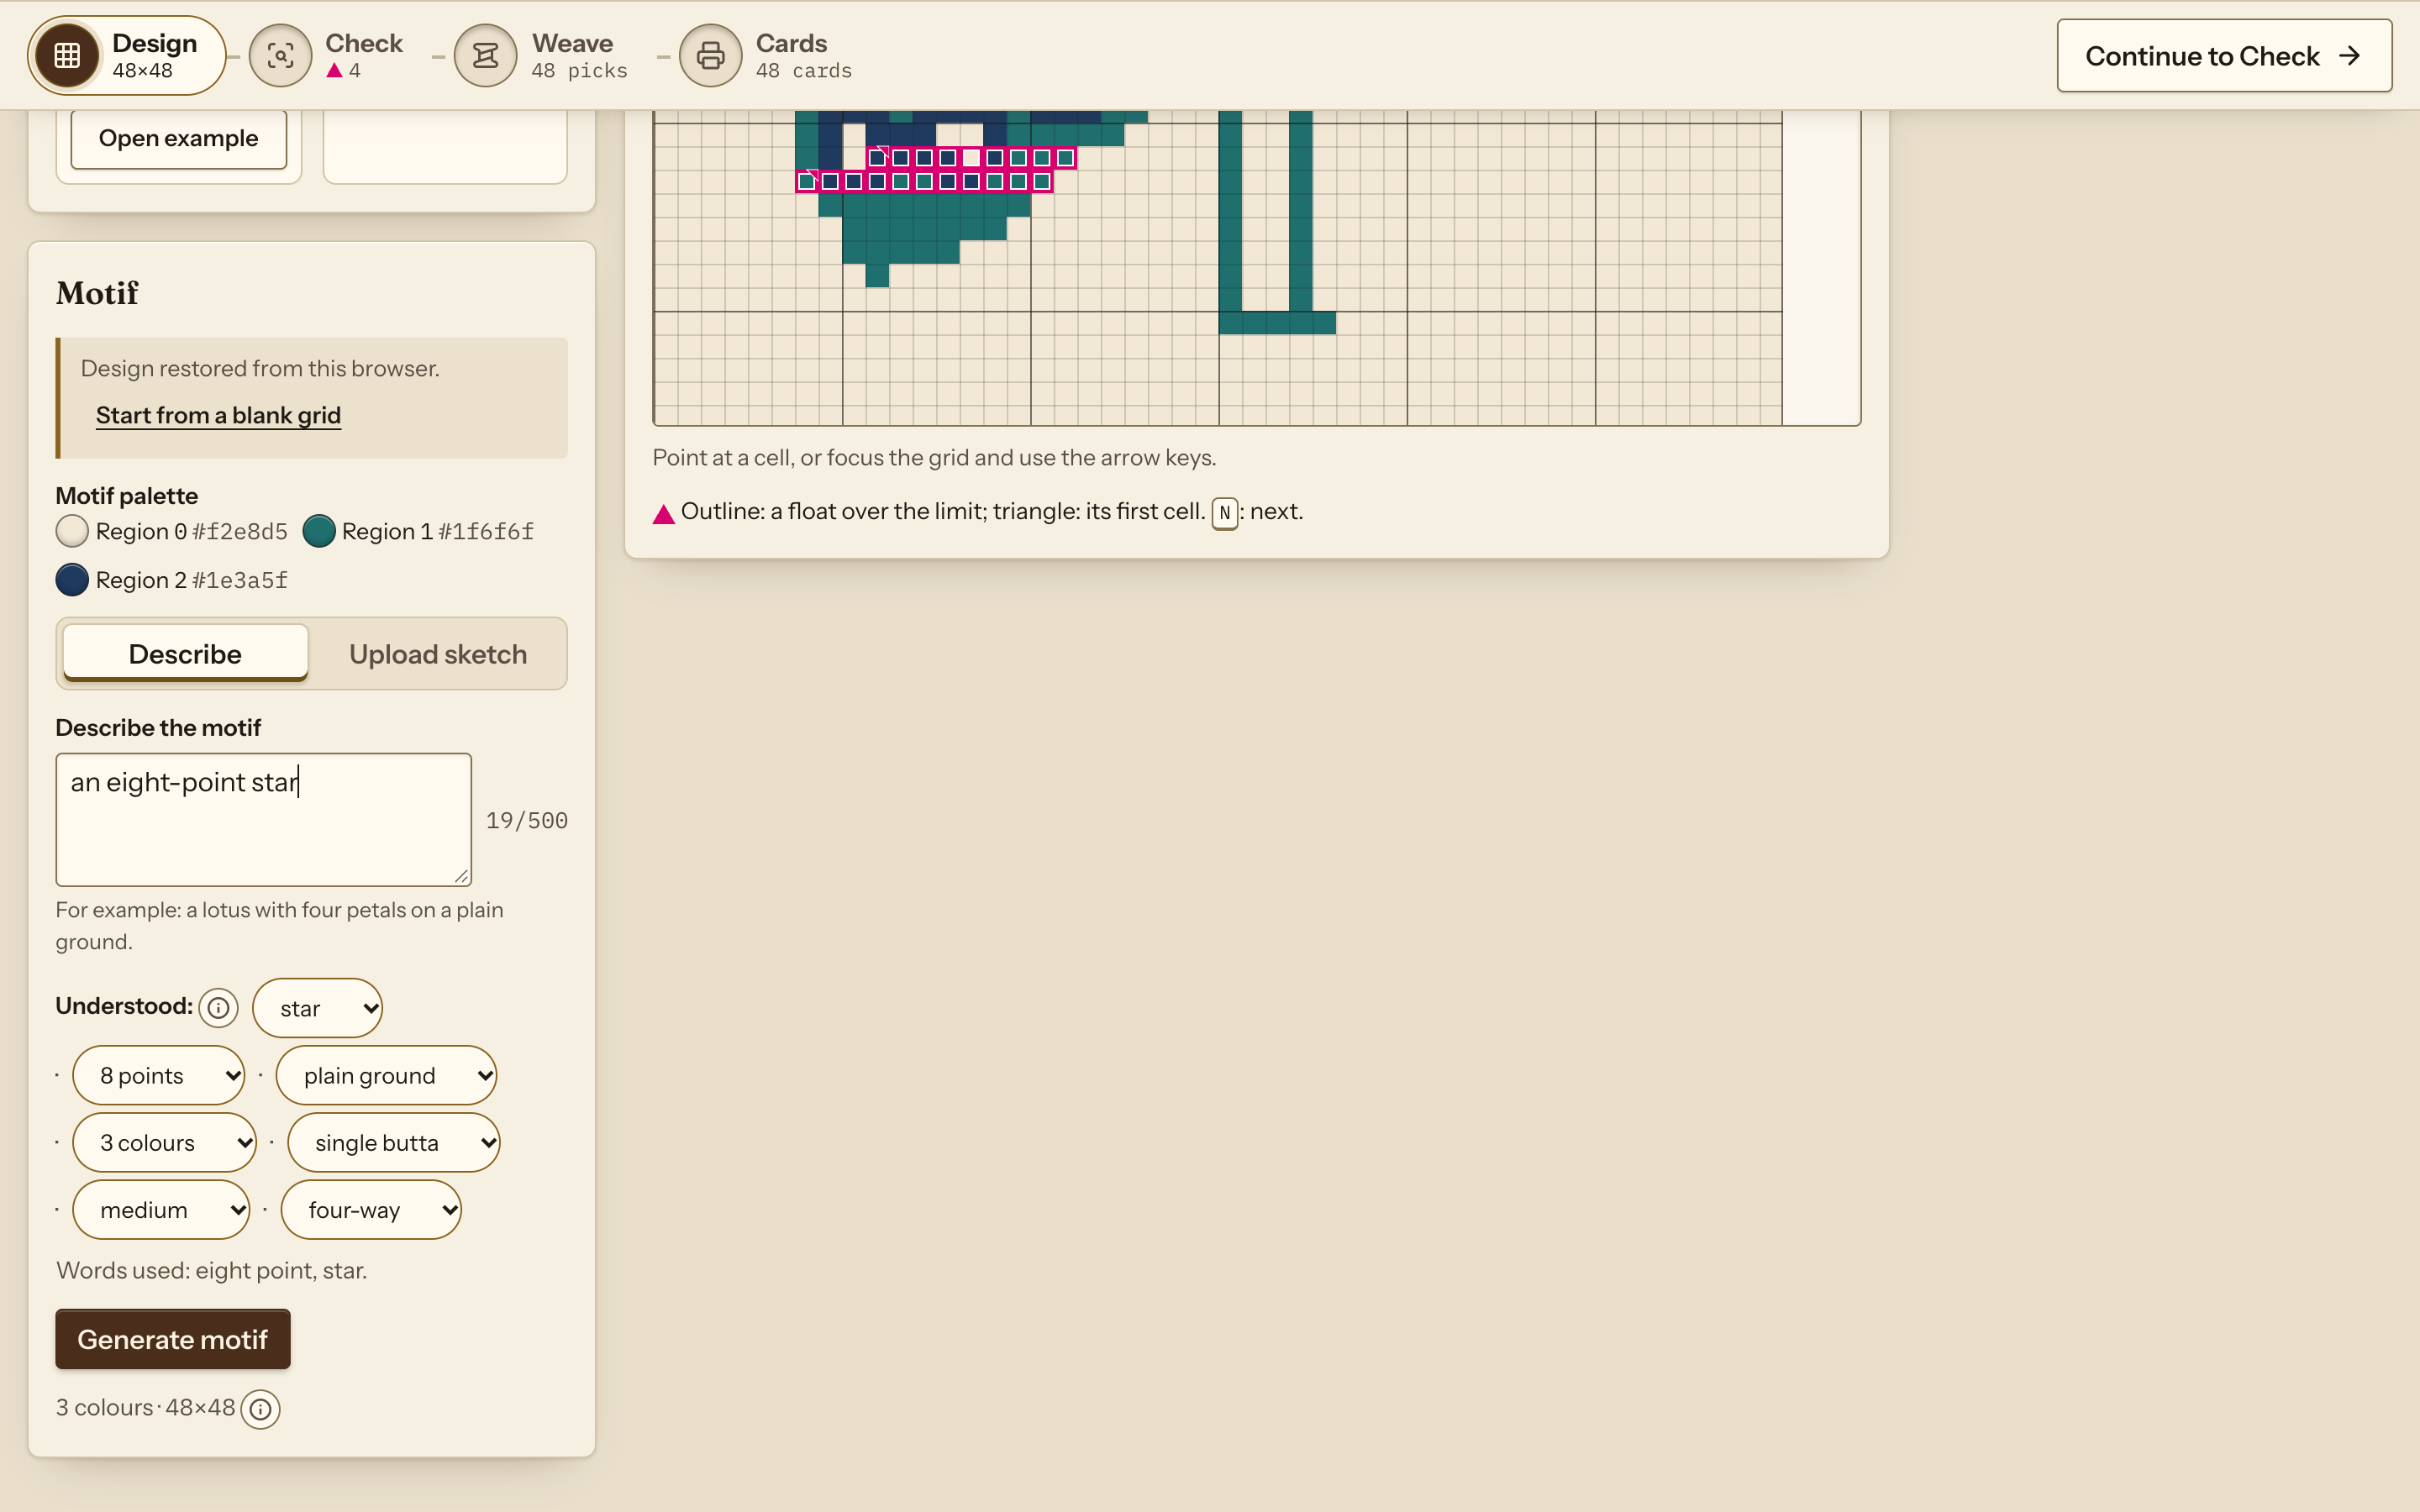 Design
48×48
Check
4
Weave
48 picks
Cards
48 cards
Continue to Check
Open example
Motif
Design restored from this browser.
Start from a blank grid
Motif palette
Region 0 #f2e8d5 Region 1 #1f6f6f
Region 2 #1e3a5f
Describe
Upload sketch
Describe the motif
an eight-point star
19/500
For example: a lotus with four petals on a plain
ground.
Understood: star
· 8 points · plain ground
· 3 colours · single butta
· medium · four-way
Words used: eight point, star.
Generate motif
3 colours · 48×48
Point at a cell, or focus the grid and use the arrow keys.
Outline: a float over the limit; triangle: its first cell. N : next.